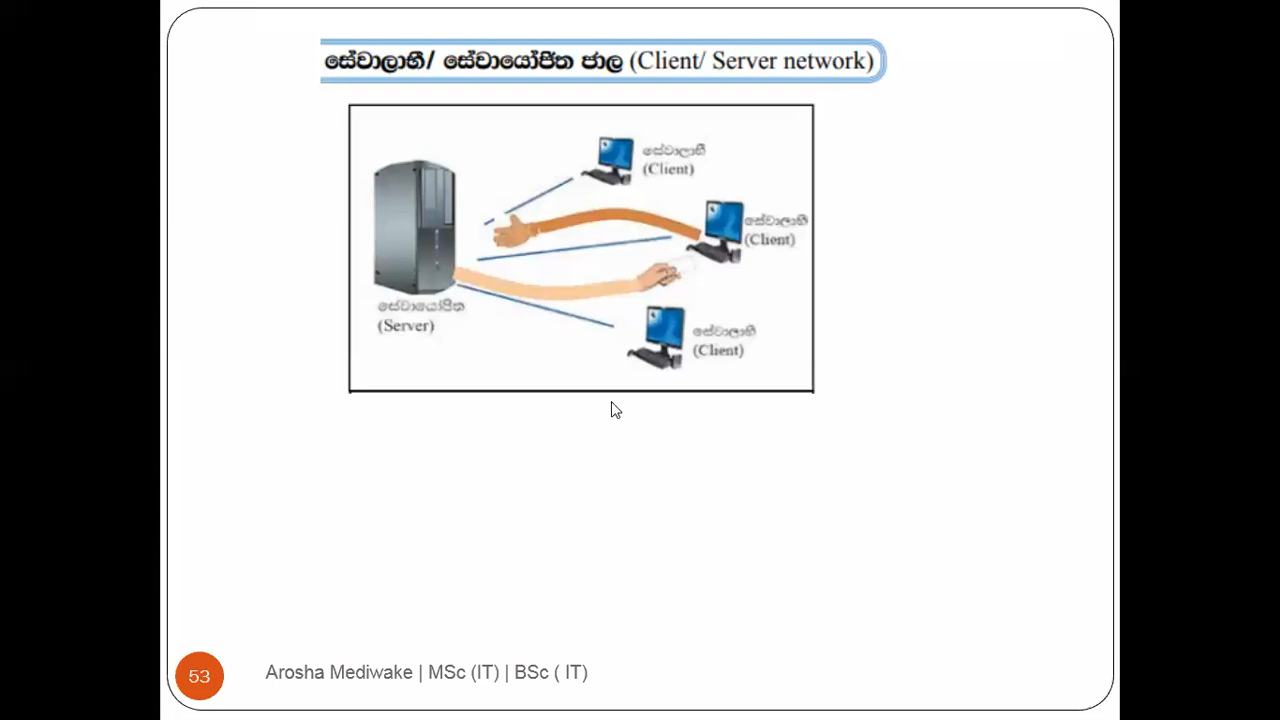 සේවාලාභී/ සේවායෝජිත ජාල (Client/ Server network)
සේවාලාභී
(Client)
සේවාලාභී
(Client)
සේවායෝජිත
(Server)
සේවාලාභී
(Client)
53
Arosha Mediwake | MSc (IT) | BSc ( IT)